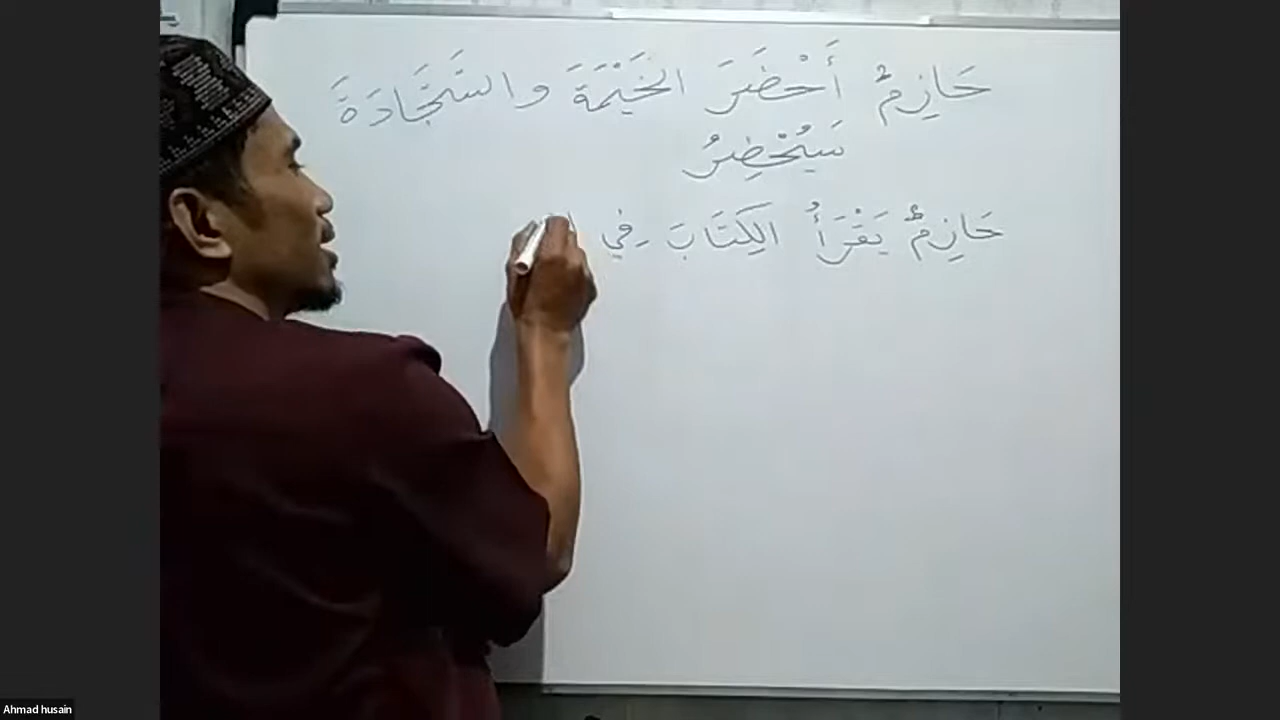 حَازِمٌ أَحْضَرَ الخَيْمَةَ والسَّجَّادَةَ
سَيُحْضِرُ
حَازِمٌ يَقْرَأُ الكِتَابَ فِي
Ahmad husain